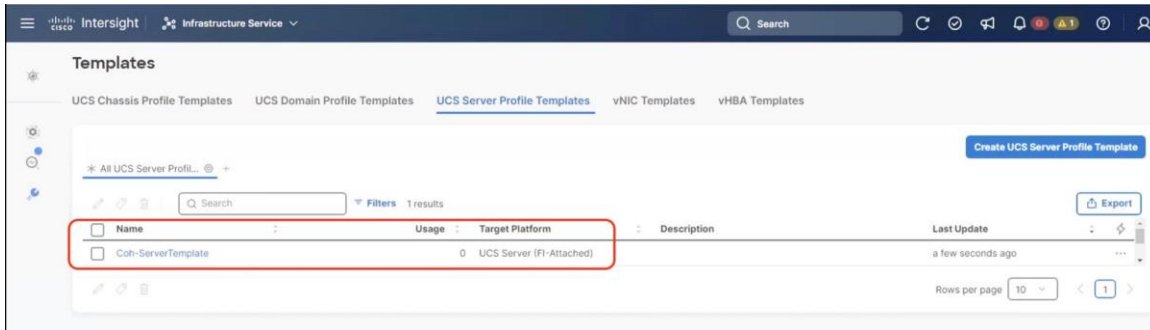 cisco Intersight Infrastructure Service Search 0 1
Templates
UCS Chassis Profile Templates UCS Domain Profile Templates UCS Server Profile Templates vNIC Templates vHBA Templates
Create UCS Server Profile Template
All UCS Server Profil... +
Search Filters 1 results Export
Name Usage Target Platform Description Last Update
Coh-ServerTemplate 0 UCS Server (FI-Attached) a few seconds ago ...
Rows per page 10 1